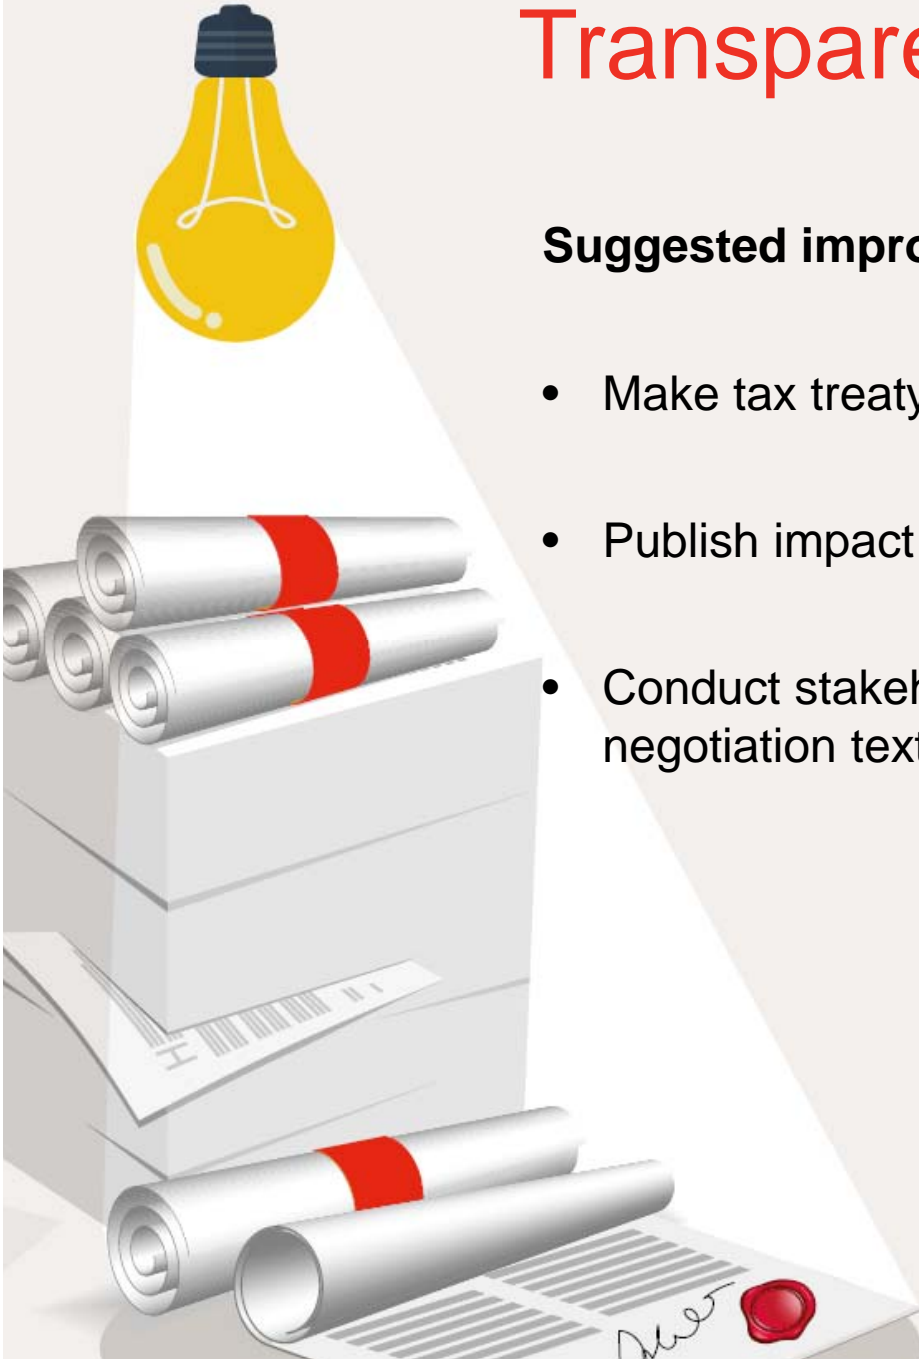 Transpare
Suggested impro
• Make tax treaty
• Publish impact
• Conduct stakeh
negotiation text